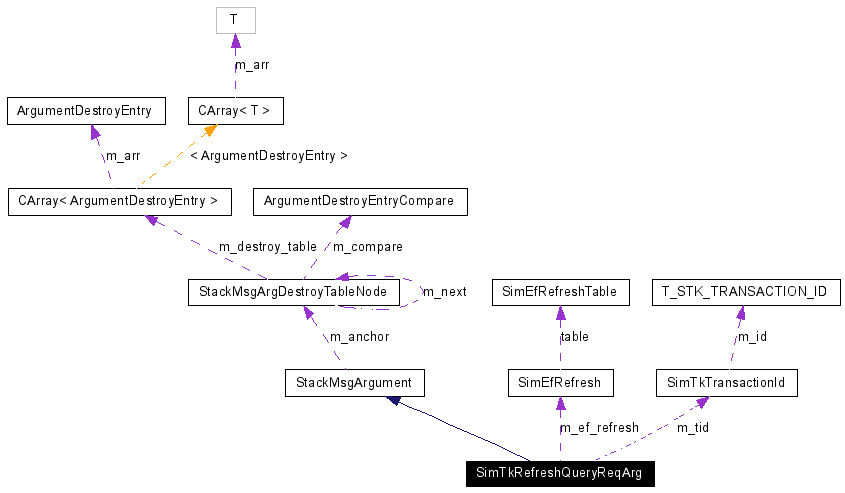 T
m_arr
ArgumentDestroyEntry
CArray< T >
m_arr
< ArgumentDestroyEntry >
CArray< ArgumentDestroyEntry >
ArgumentDestroyEntryCompare
m_destroy_table
m_compare
StackMsgArgDestroyTableNode
m_next
SimEfRefreshTable
T_STK_TRANSACTION_ID
m_anchor
table
m_id
StackMsgArgument
SimEfRefresh
SimTkTransactionId
m_ef_refresh
m_tid
SimTkRefreshQueryReqArg